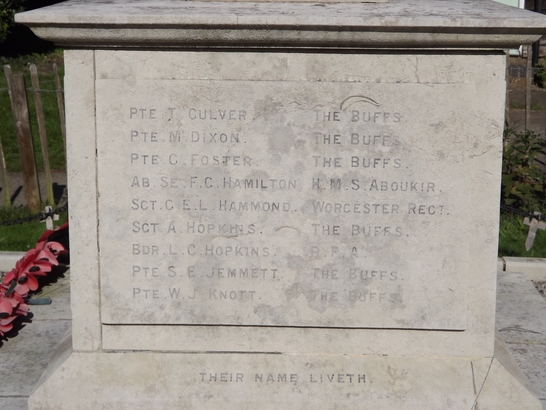 PTE. T. CULVER. THE BUFFS.
PTE. M. DIXON. THE BUFFS.
PTE. G. FOSTER. THE BUFFS.
AB. SE. F. G. HAMILTON. H.M.S. ABOUKIR.
SGT. G. E. L. HAMMOND. WORCESTER REGT.
SGT. A. HOPKINS. THE BUFFS.
BDR. L. C. HOPKINS. R.F.A.
PTE. S. E. JEMMETT. THE BUFFS.
PTE. W. J. KNOTT. THE BUFFS.
THEIR NAME LIVETH.